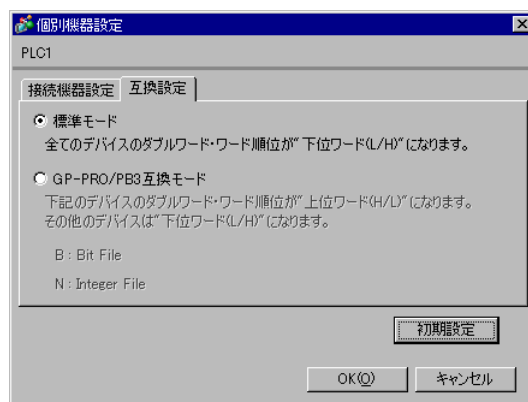 個別機器設定
PLC1
接続機器設定 互換設定
標準モード
全てのデバイスのダブルワード・ワード順位が"下位ワード(L/H)"になります。
GP-PRO/PB3互換モード
下記のデバイスのダブルワード・ワード順位が"上位ワード(H/L)"になります。
その他のデバイスは"下位ワード(L/H)"になります。
B : Bit File
N : Integer File
初期設定
OK(O) キャンセル